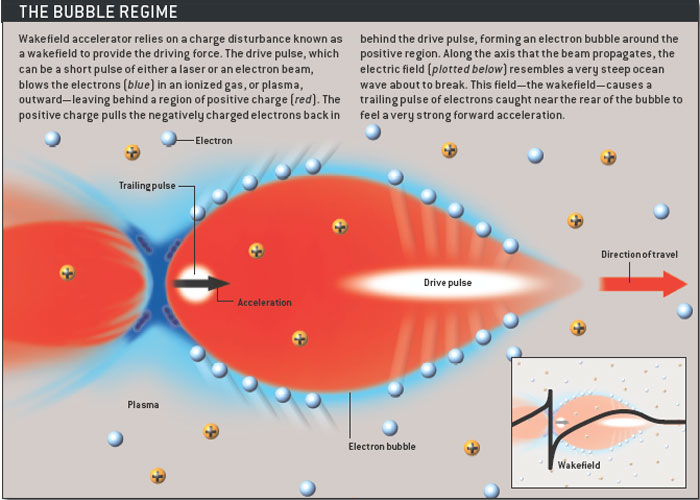 THE BUBBLE REGIME
Wakefield accelerator relies on a charge disturbance known as
a wakefield to provide the driving force. The drive pulse, which
can be a short pulse of either a laser or an electron beam,
blows the electrons (blue) in an ionized gas, or plasma,
outward—leaving behind a region of positive charge (red). The
positive charge pulls the negatively charged electrons back in
behind the drive pulse, forming an electron bubble around the
positive region. Along the axis that the beam propagates, the
electric field (plotted below) resembles a very steep ocean
wave about to break. This field—the wakefield—causes a
trailing pulse of electrons caught near the rear of the bubble to
feel a very strong forward acceleration.
Electron
Trailing pulse
Direction of travel
Drive pulse
Acceleration
Plasma
Electron bubble
Wakefield